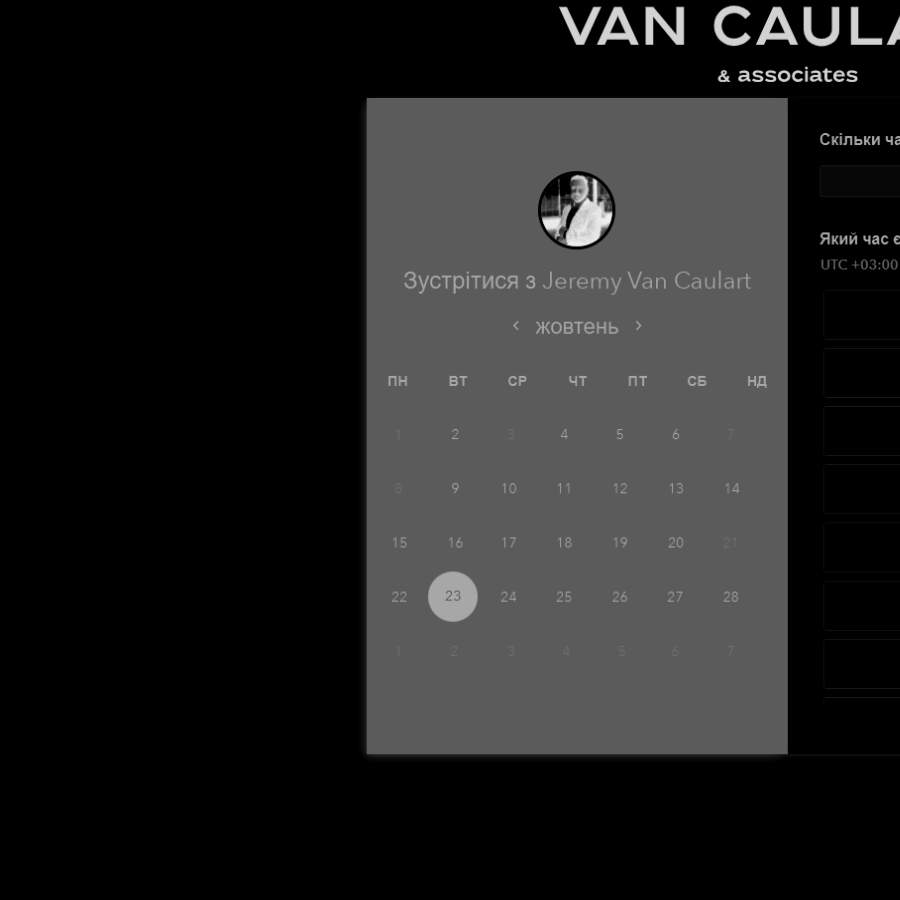 VAN CAULA
& associates
Зустрітися з Jeremy Van Caulart
жовтень
ПН ВТ СР ЧТ ПТ СБ НД
1 2 3 4 5 6 7
8 9 10 11 12 13 14
15 16 17 18 19 20 21
22 23 24 25 26 27 28
1 2 3 4 5 6 7
Скільки ча
Який час є
UTC +03:00